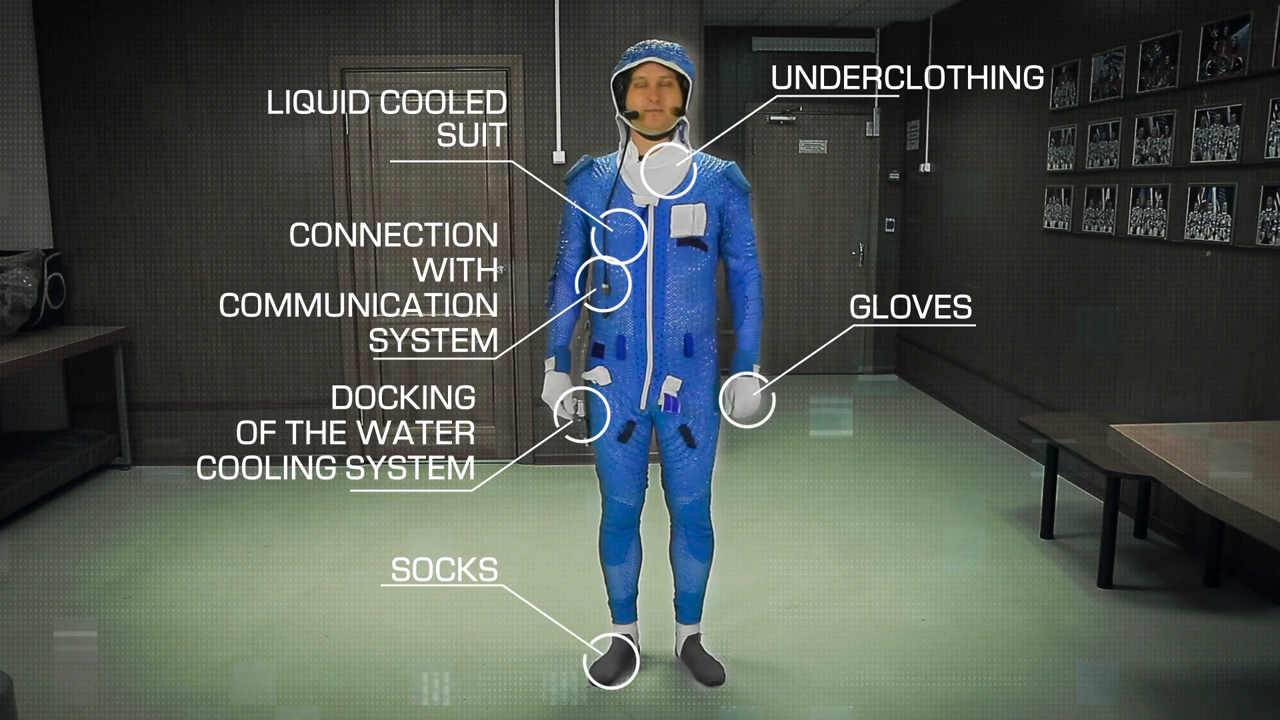 UNDERCLOTHING
LIQUID COOLED
SUIT
CONNECTION
WITH
COMMUNICATION
SYSTEM
GLOVES
DOCKING
OF THE WATER
COOLING SYSTEM
SOCKS